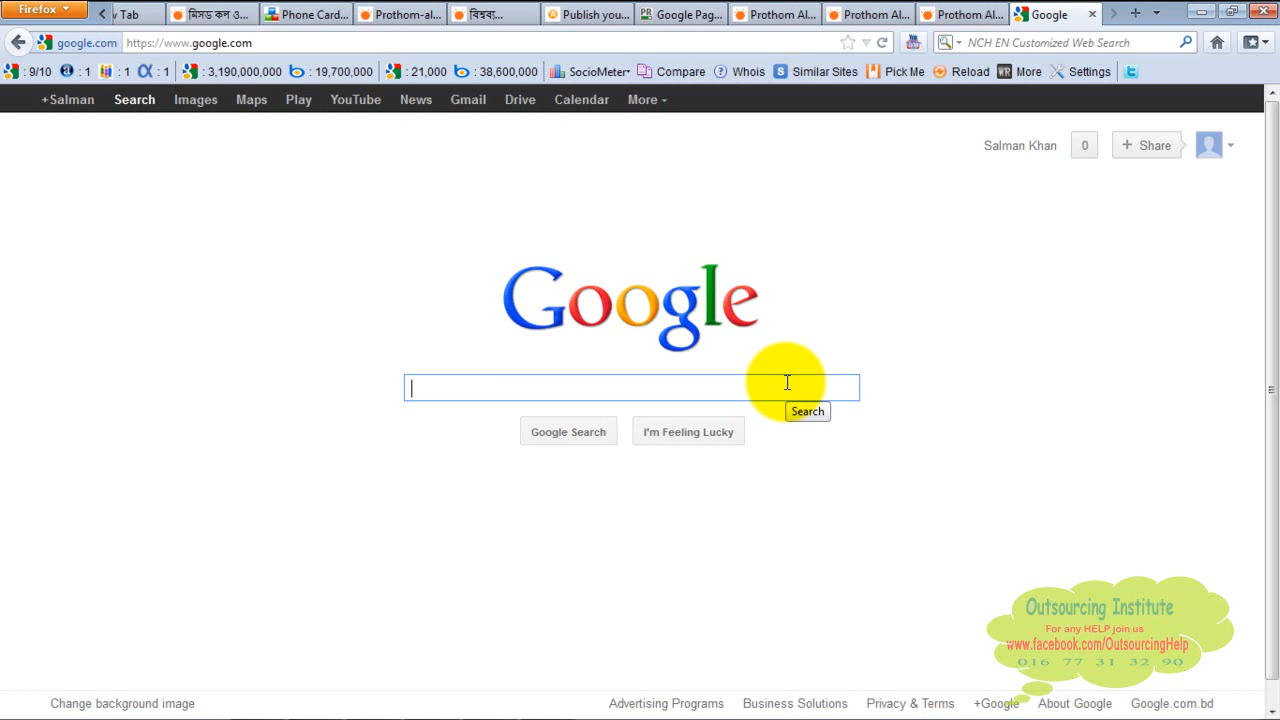 Firefox
v Tab
মিসড কল ও...
Phone Card...
Prothom-al...
বিশ্বব্য...
Publish you...
Google Pag...
Prothom Al...
Prothom Al...
Prothom Al...
Google
google.com
https://www.google.com
NCH EN Customized Web Search
: 9/10
: 1
: 1
: 1
: 3,190,000,000
: 19,700,000
: 21,000
: 38,600,000
SocioMeter
Compare
Whois
Similar Sites
Pick Me
Reload
More
Settings
+Salman
Search
Images
Maps
Play
YouTube
News
Gmail
Drive
Calendar
More
Salman Khan
0
+ Share
Google
Search
Google Search
I'm Feeling Lucky
Outsourcing Institute
For any HELP join us
www.facebook.com/OutsourcingHelp
016 77 31 32 90
Change background image
Advertising Programs
Business Solutions
Privacy & Terms
+Google
About Google
Google.com.bd